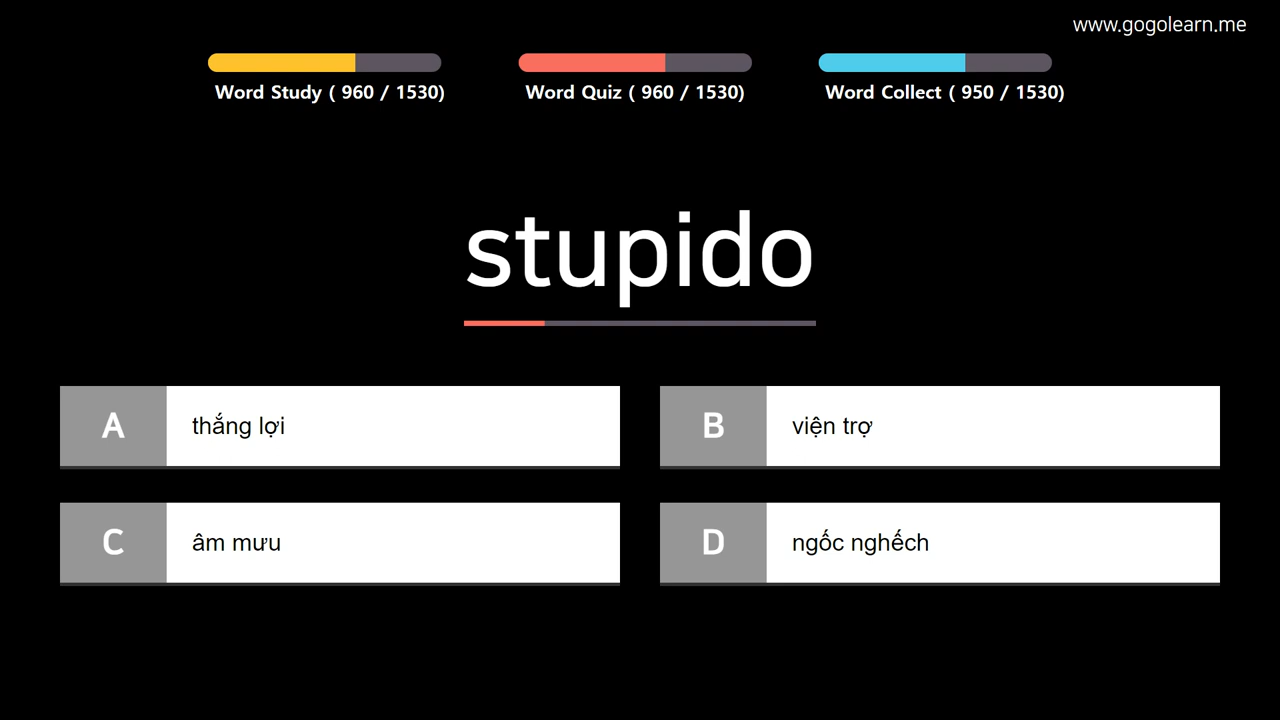 www.gogolearn.me
Word Study ( 960 / 1530)
Word Quiz ( 960 / 1530)
Word Collect ( 950 / 1530)
stupido
A
thắng lợi
B
viện trợ
C
âm mưu
D
ngốc nghếch